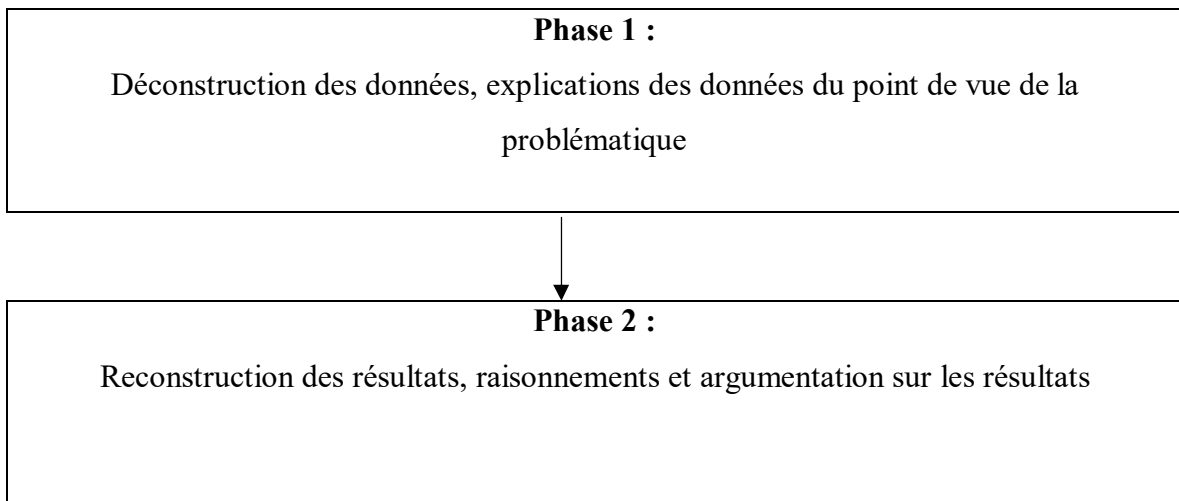 Phase 1 :
Déconstruction des données, explications des données du point de vue de la
problématique
Phase 2 :
Reconstruction des résultats, raisonnements et argumentation sur les résultats